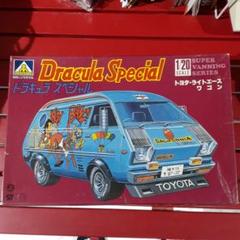 Dracula Special
ドラキュラ スペシャル
1:20
SCALE
SUPER
VANNING
SERIES
トヨタ・ライトエース
ワゴン
TOYOTA